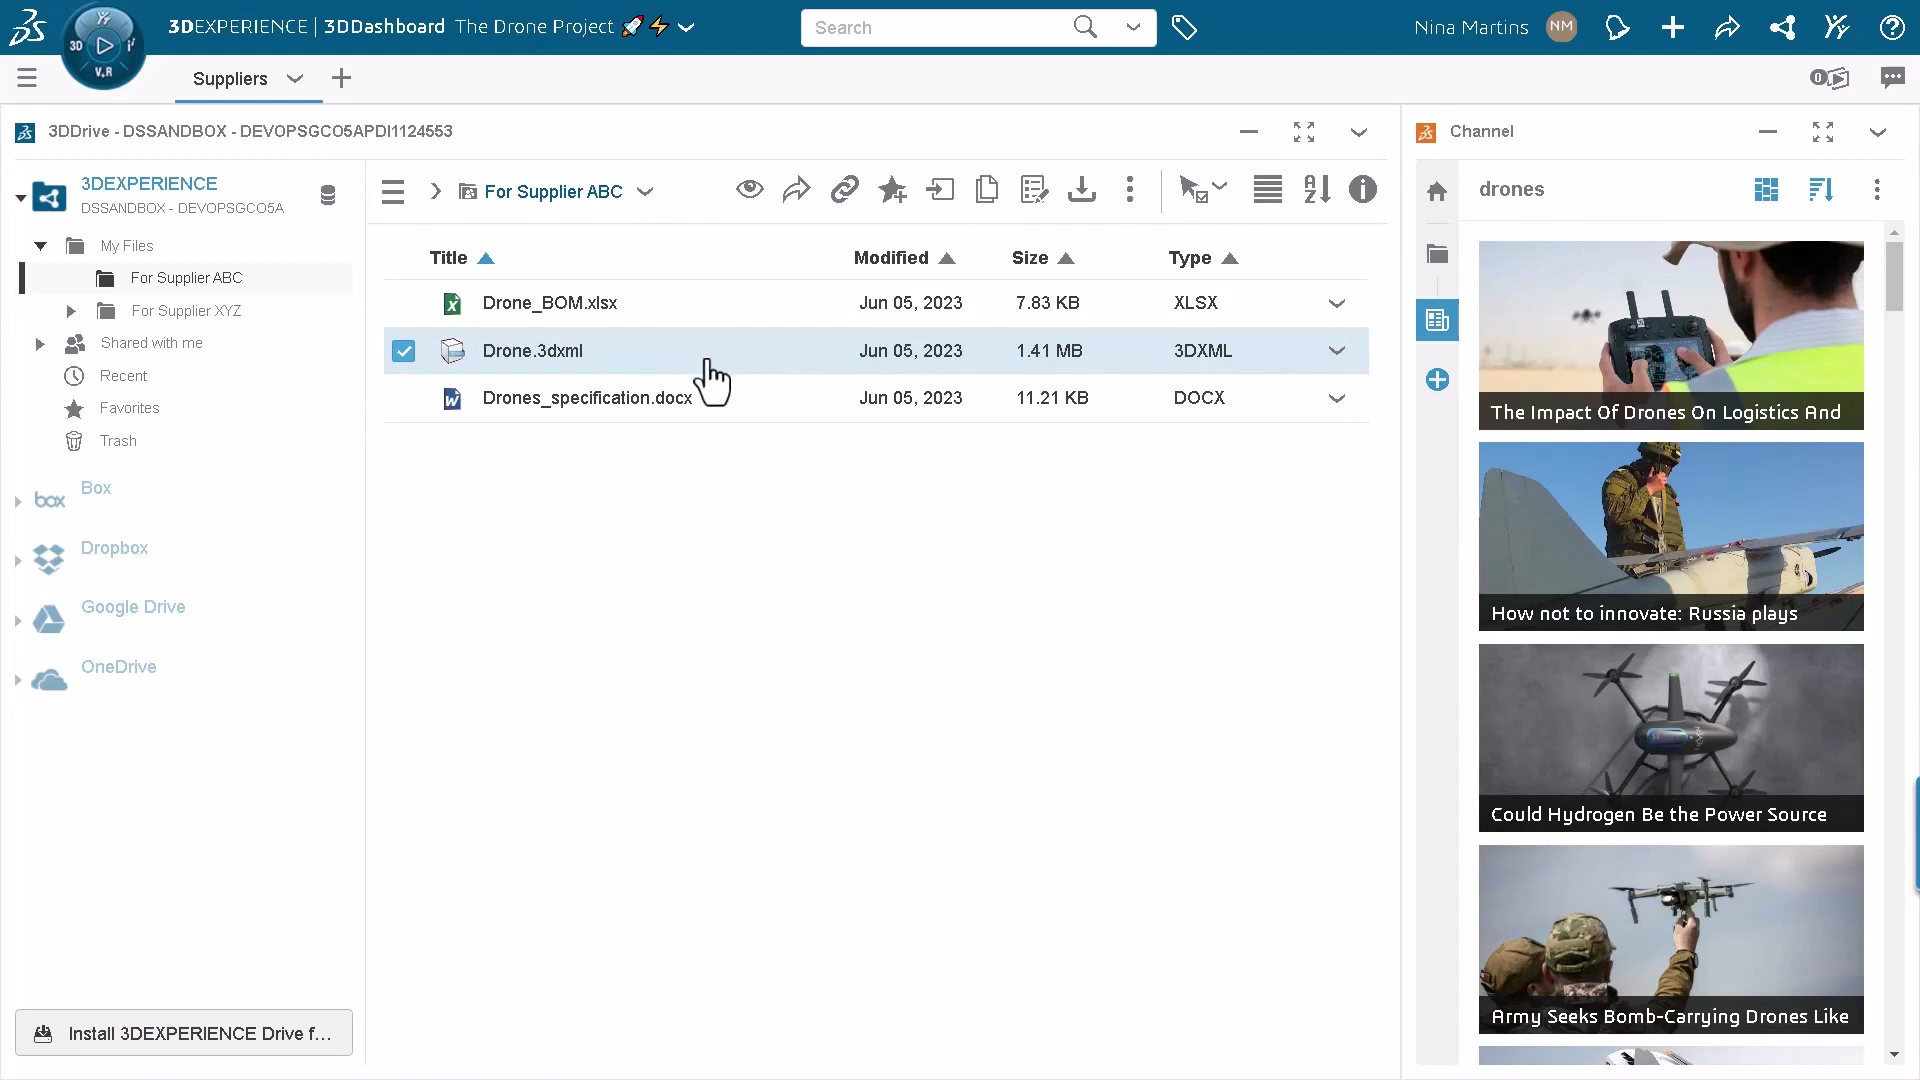 3DEXPERIENCE | 3DDashboard The Drone Project 🚀⚡
3D
V.R
Search
Nina Martins NM
Suppliers
0
3DDrive - DSSANDBOX - DEVOPSGCO5APDI1124553
Channel
3DEXPERIENCE
DSSANDBOX - DEVOPSGCO5A
My Files
For Supplier ABC
For Supplier XYZ
Shared with me
Recent
Favorites
Trash
box
Box
Dropbox
Google Drive
OneDrive
Install 3DEXPERIENCE Drive f...
For Supplier ABC
Title Modified Size Type
Drone_BOM.xlsx Jun 05, 2023 7.83 KB XLSX
Drone.3dxml Jun 05, 2023 1.41 MB 3DXML
Drones_specification.docx Jun 05, 2023 11.21 KB DOCX
drones
The Impact Of Drones On Logistics And
How not to innovate: Russia plays
Could Hydrogen Be the Power Source
Army Seeks Bomb-Carrying Drones Like